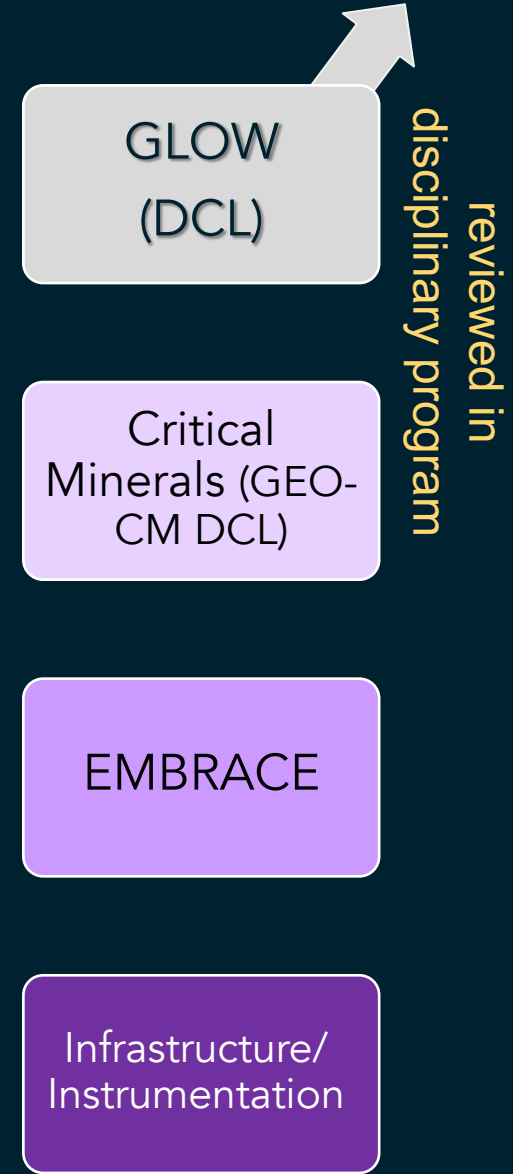 GLOW
(DCL)
reviewed in
disciplinary program
Critical
Minerals (GEO-
CM DCL)
EMBRACE
Infrastructure/
Instrumentation